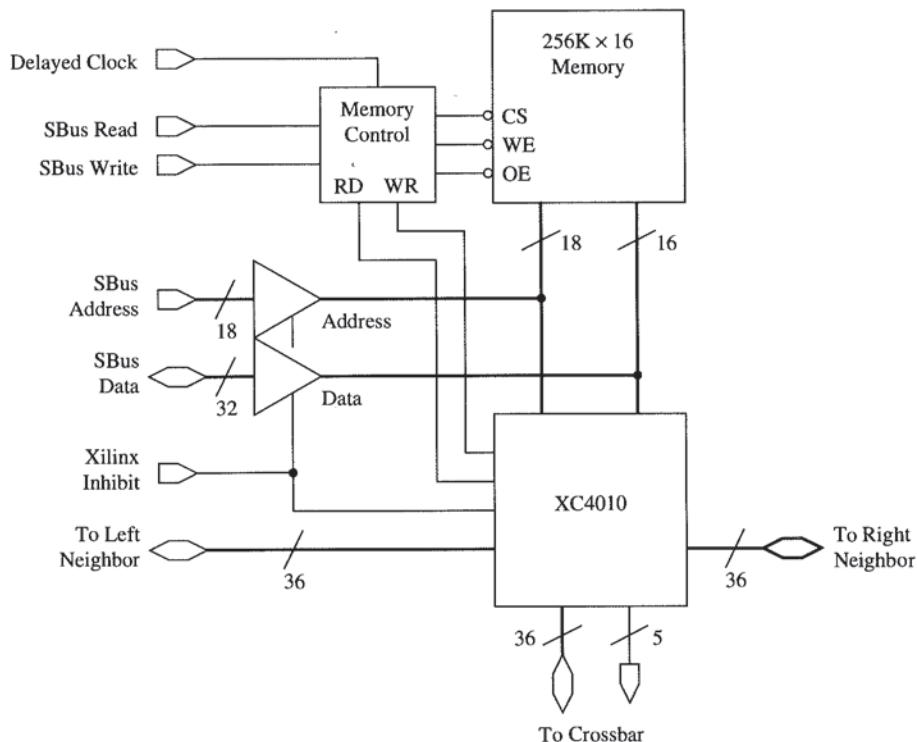 256K × 16
Memory
Delayed Clock
Memory
Control
CS
SBus Read
WE
SBus Write
OE
RD WR
18
16
SBus
Address
18
Address
SBus
Data
32
Data
Xilinx
Inhibit
XC4010
To Left
Neighbor
36
36
To Right
Neighbor
36
5
To Crossbar